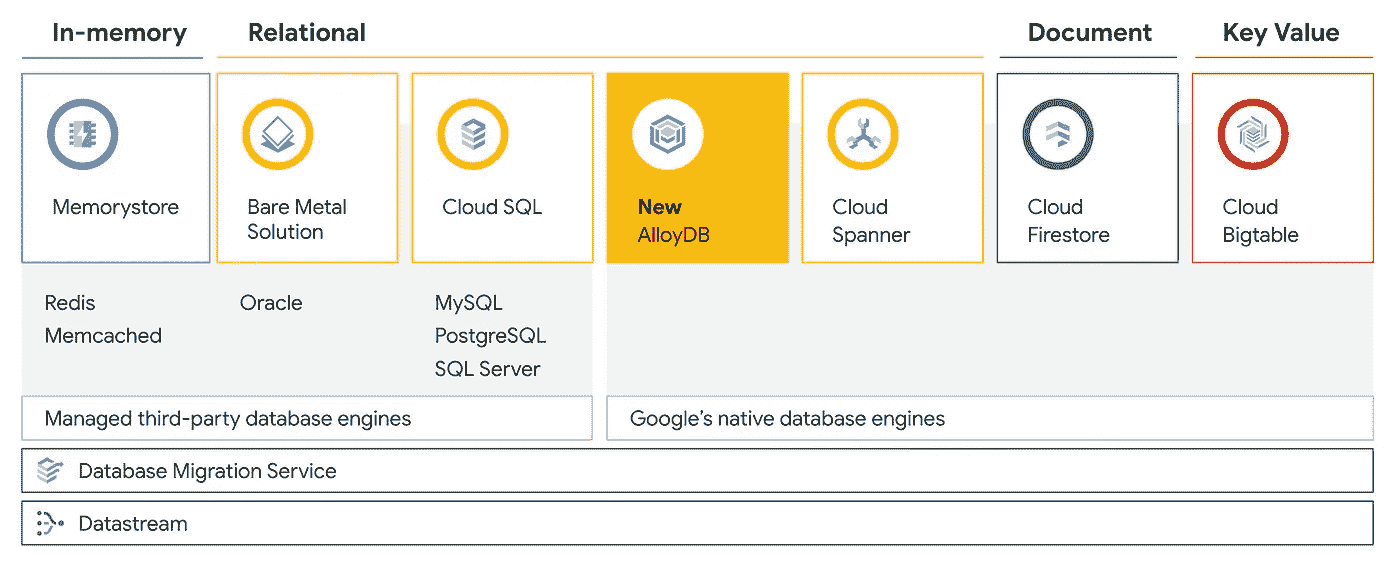 In-memory
Relational
Document
Key Value
Memorystore
Bare Metal
Solution
Cloud SQL
New
AlloyDB
Cloud
Spanner
Cloud
Firestore
Cloud
Bigtable
Redis
Memcached
Oracle
MySQL
PostgreSQL
SQL Server
Managed third-party database engines
Google's native database engines
Database Migration Service
Datastream